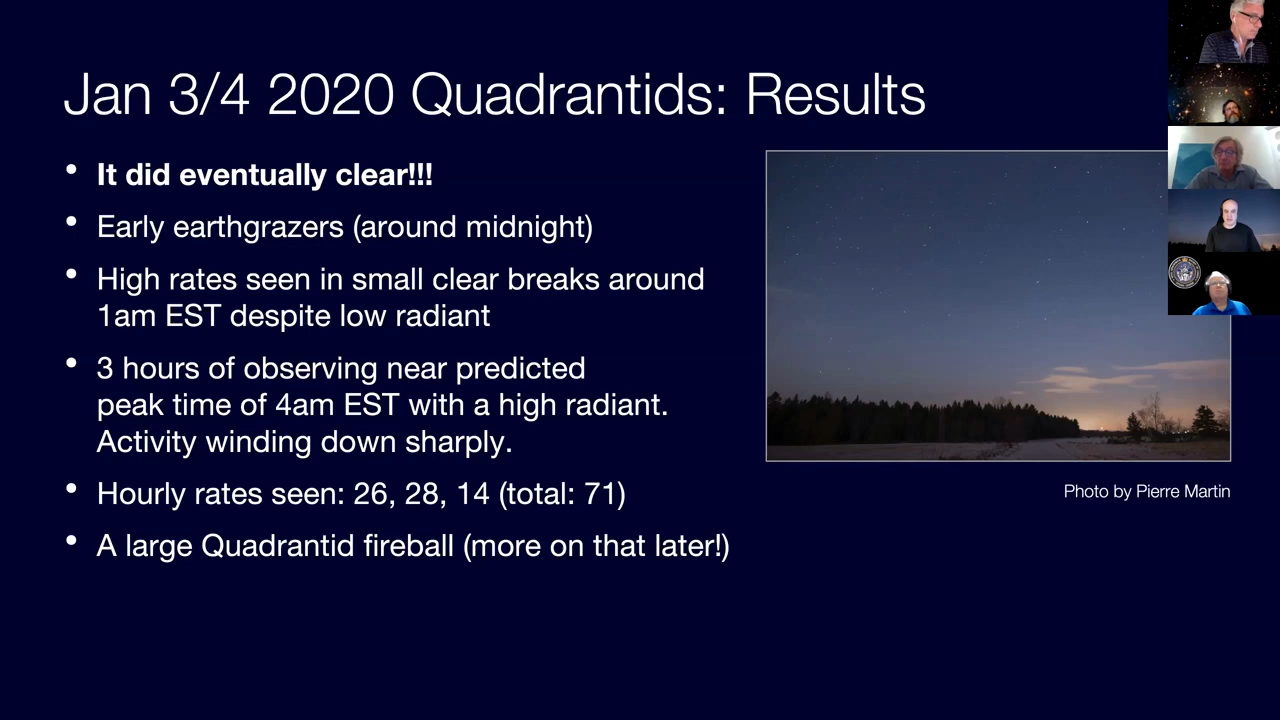 Jan 3/4 2020 Quadrantids: Results
• It did eventually clear!!!
• Early earthgrazers (around midnight)
• High rates seen in small clear breaks around
1am EST despite low radiant
• 3 hours of observing near predicted
peak time of 4am EST with a high radiant.
Activity winding down sharply.
• Hourly rates seen: 26, 28, 14 (total: 71)
• A large Quadrantid fireball (more on that later!)
Photo by Pierre Martin